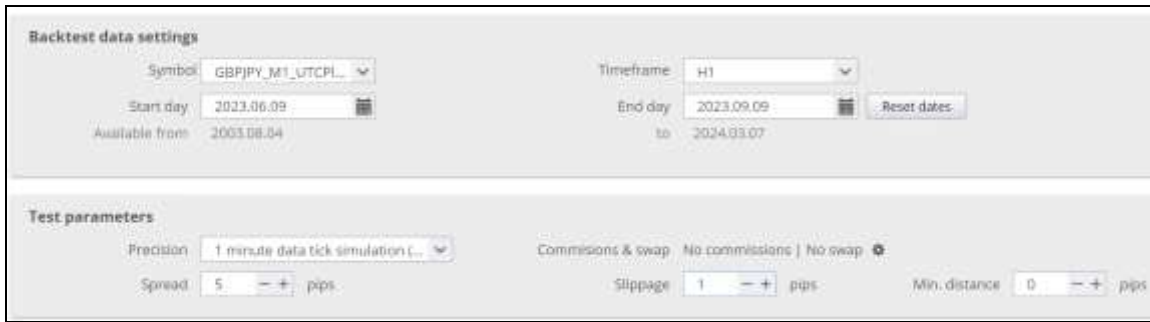 Backtest data settings
Symbol GBPJPY_M1_UTCPl... Timeframe H1
Start day 2023.06.09 End day 2023.09.09 Reset dates
Available from 2003.08.04 to 2024.03.07
Test parameters
Precision 1 minute data tick simulation (... Commisions & swap No commissions | No swap
Spread 5 - + pips Slippage 1 - + pips Min. distance 0 - + pips